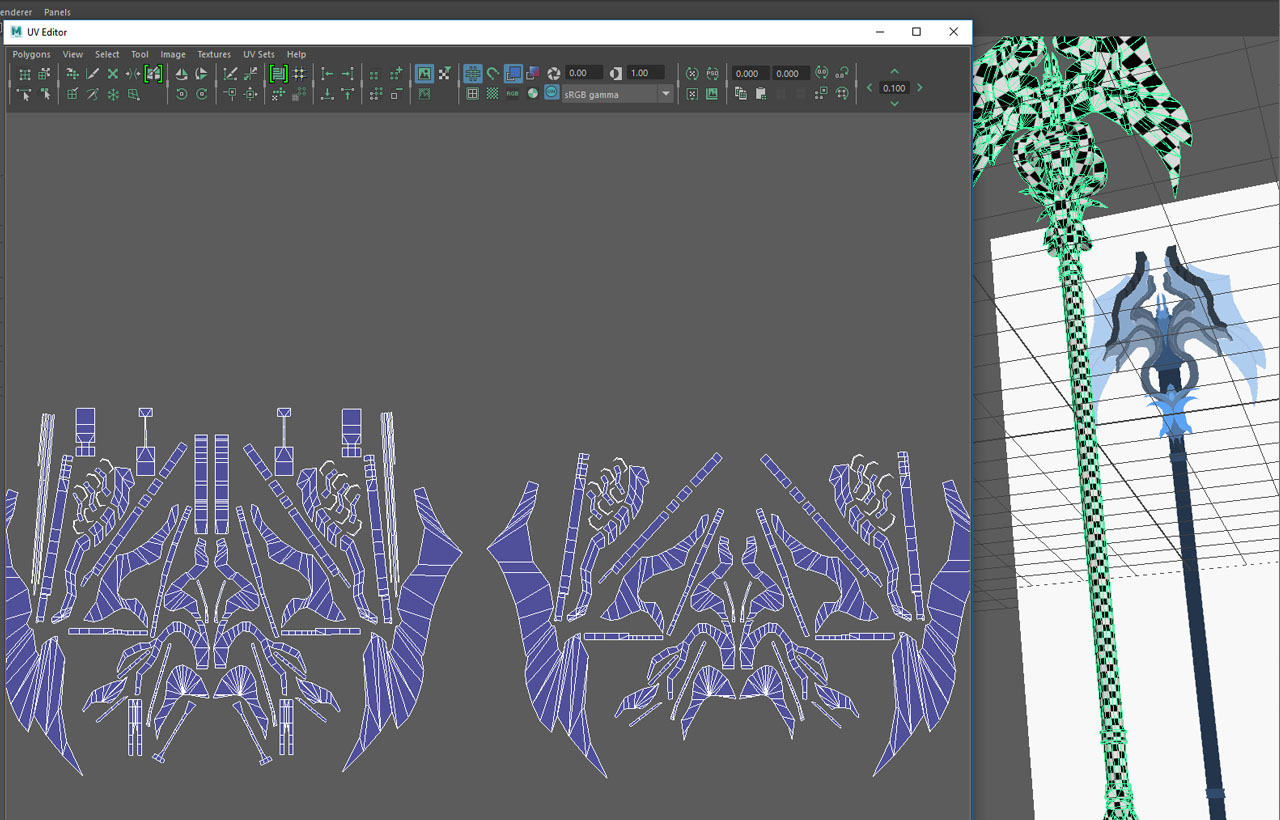 enderer Panels
UV Editor
Polygons View Select Tool Image Textures UV Sets Help
0.00 1.00 PSD 0.000 0.000
RGB sRGB gamma 0.100